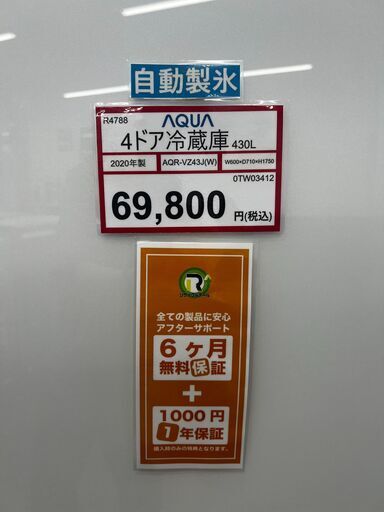 自動製氷
R4788
AQUA
4ドア冷蔵庫 430L
2020年製
AQR-VZ43J(W)
W600×D710×H1750
0TW03412
69,800 円(税込)
R
全ての製品に安心
アフターサポート
6ヶ月
無料保証
+
1000円
1年保証
購入時のみの特典となります。